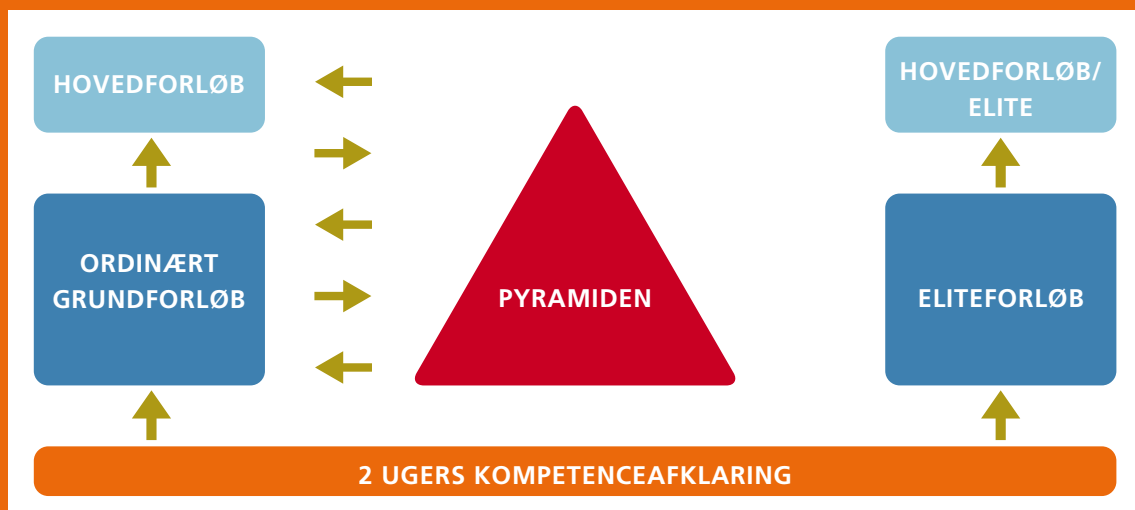 HOVEDFORLØB
HOVEDFORLØB/
ELITE
ORDINÆRT
GRUNDFORLØB
PYRAMIDEN
ELITEFORLØB
2 UGERS KOMPETENCEAFKLARING